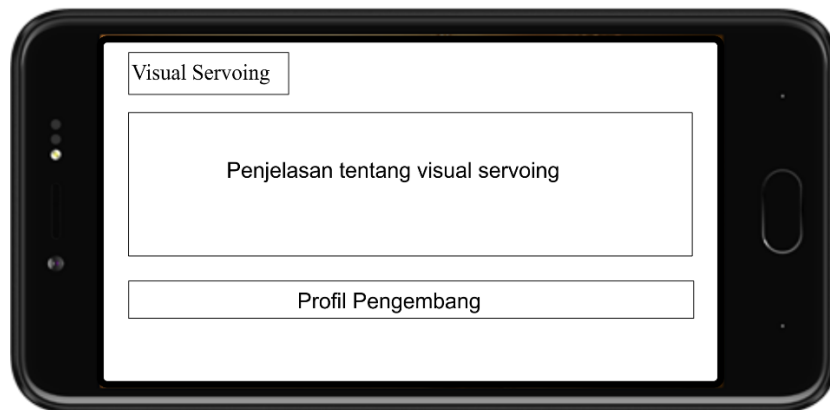 Visual Servoing
Penjelasan tentang visual servoing
Profil Pengembang